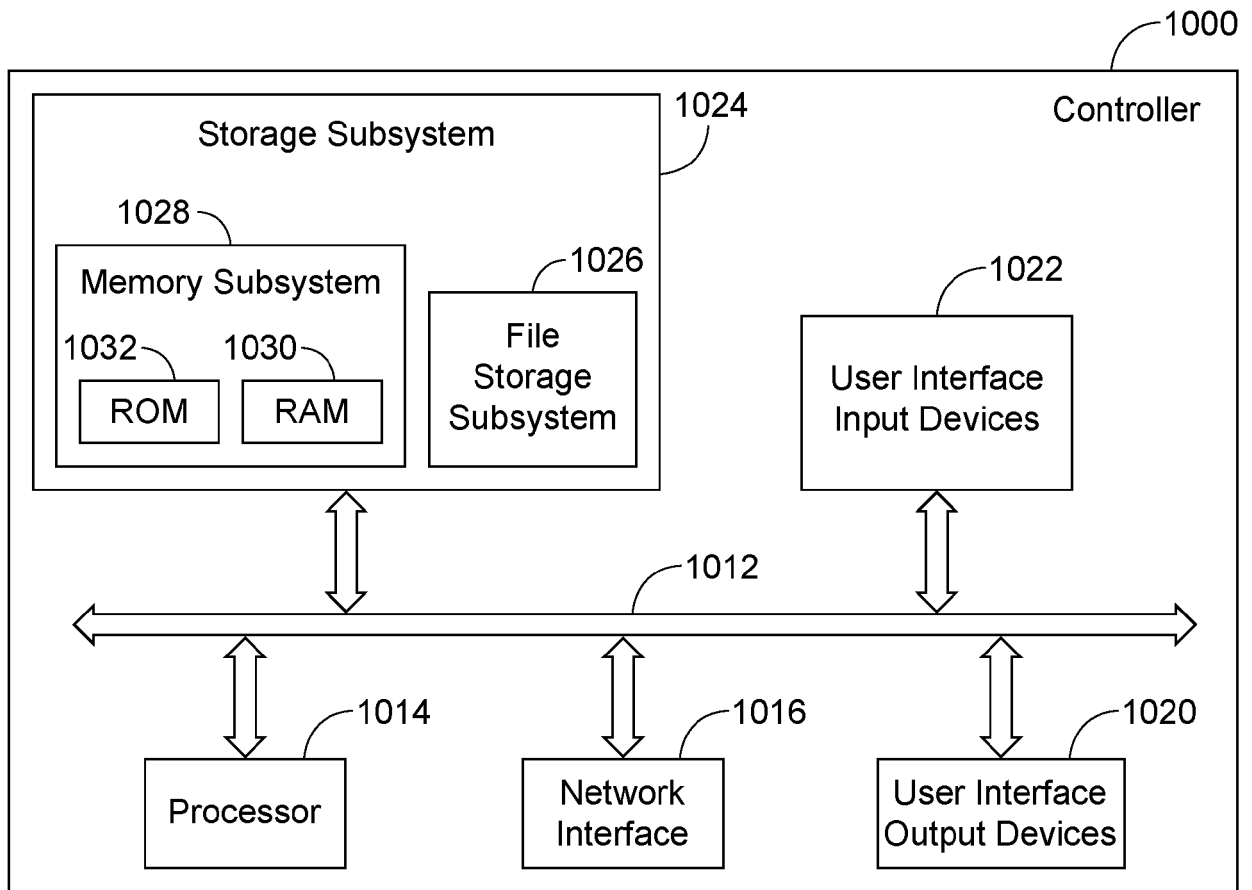 1000
Controller
1024
Storage Subsystem
1028
Memory Subsystem
1032
ROM
1030
RAM
1026
File
Storage
Subsystem
1022
User Interface
Input Devices
1012
1014
Processor
1016
Network
Interface
1020
User Interface
Output Devices